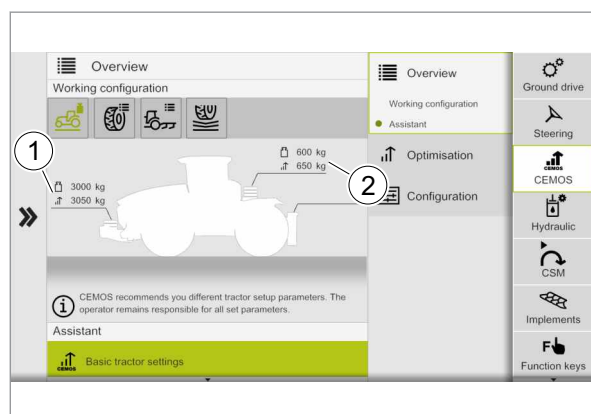 Overview
Working configuration
1
3000 kg
3050 kg
600 kg
650 kg
2
CEMOS recommends you different tractor setup parameters. The
operator remains responsible for all set parameters.
Assistant
CEMOS
Basic tractor settings
Overview
Working configuration
Assistant
Optimisation
Configuration
Ground drive
Steering
CEMOS
CEMOS
Hydraulic
CSM
Implements
F
Function keys